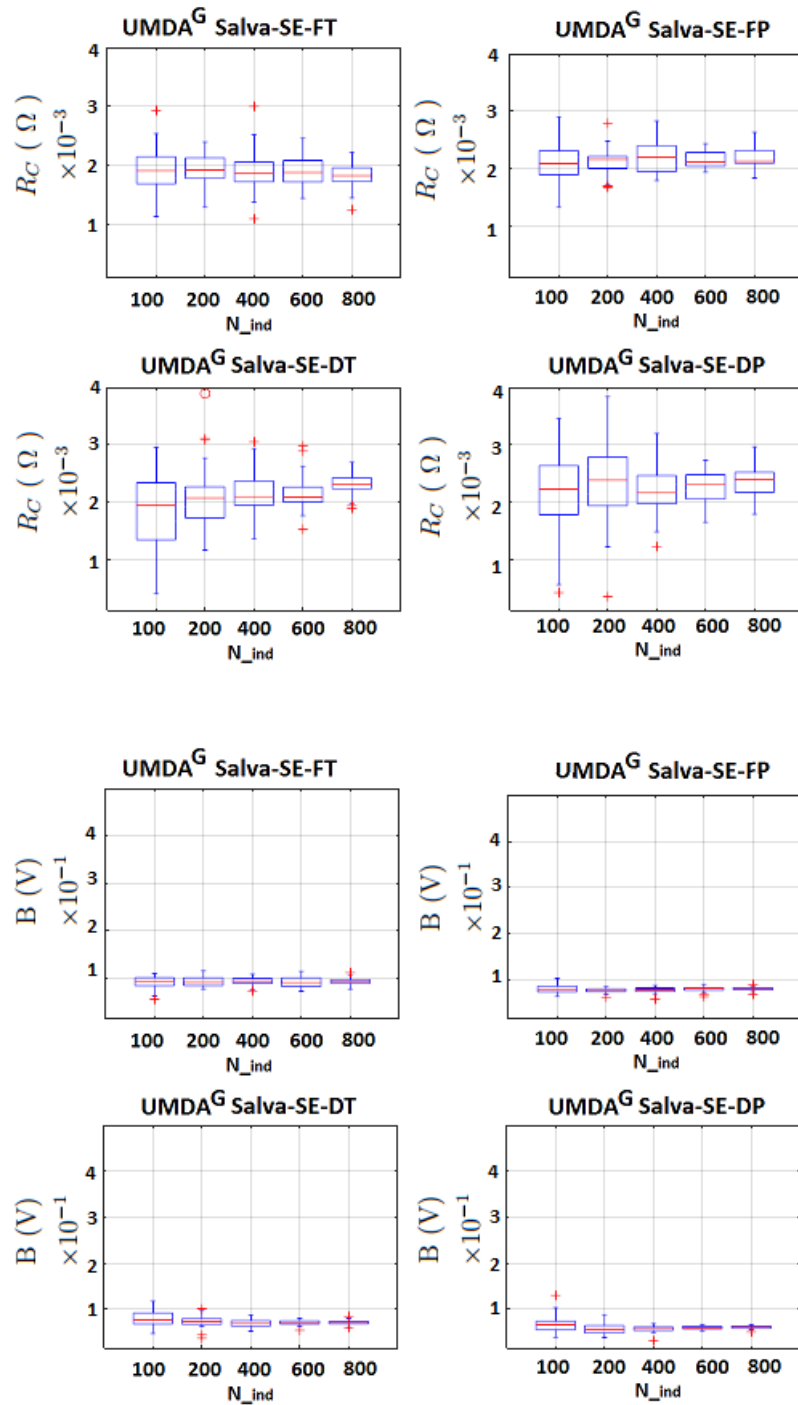 UMDA^G Salva-SE-FT
R_C ( Ω )
×10^−3
4
3
2
1
100 200 400 600 800
N_ind
UMDA^G Salva-SE-FP
R_C ( Ω )
×10^−3
4
3
2
1
100 200 400 600 800
N_ind
UMDA^G Salva-SE-DT
R_C ( Ω )
×10^−3
4
3
2
1
100 200 400 600 800
N_ind
UMDA^G Salva-SE-DP
R_C ( Ω )
×10^−3
4
3
2
1
100 200 400 600 800
N_ind
UMDA^G Salva-SE-FT
B (V)
×10^−1
4
3
2
1
100 200 400 600 800
N_ind
UMDA^G Salva-SE-FP
B (V)
×10^−1
4
3
2
1
100 200 400 600 800
N_ind
UMDA^G Salva-SE-DT
B (V)
×10^−1
4
3
2
1
100 200 400 600 800
N_ind
UMDA^G Salva-SE-DP
B (V)
×10^−1
4
3
2
1
100 200 400 600 800
N_ind